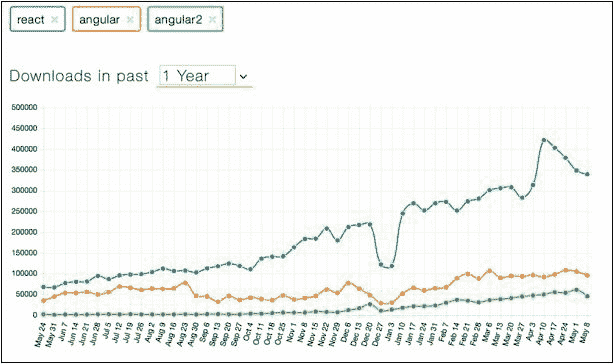 react ×
angular ×
angular2 ×
Downloads in past 1 Year
500000
450000
400000
350000
300000
250000
200000
150000
100000
50000
0
May 24
May 31
Jun 7
Jun 14
Jun 21
Jun 28
Jul 5
Jul 12
Jul 19
Jul 26
Aug 2
Aug 9
Aug 16
Aug 23
Aug 30
Sep 6
Sep 13
Sep 20
Sep 27
Oct 4
Oct 11
Oct 18
Oct 25
Nov 1
Nov 8
Nov 15
Nov 22
Nov 29
Dec 6
Dec 13
Dec 20
Dec 27
Jan 3
Jan 10
Jan 17
Jan 24
Jan 31
Feb 7
Feb 14
Feb 21
Feb 28
Mar 6
Mar 13
Mar 20
Mar 27
Apr 3
Apr 10
Apr 17
Apr 24
May 1
May 8